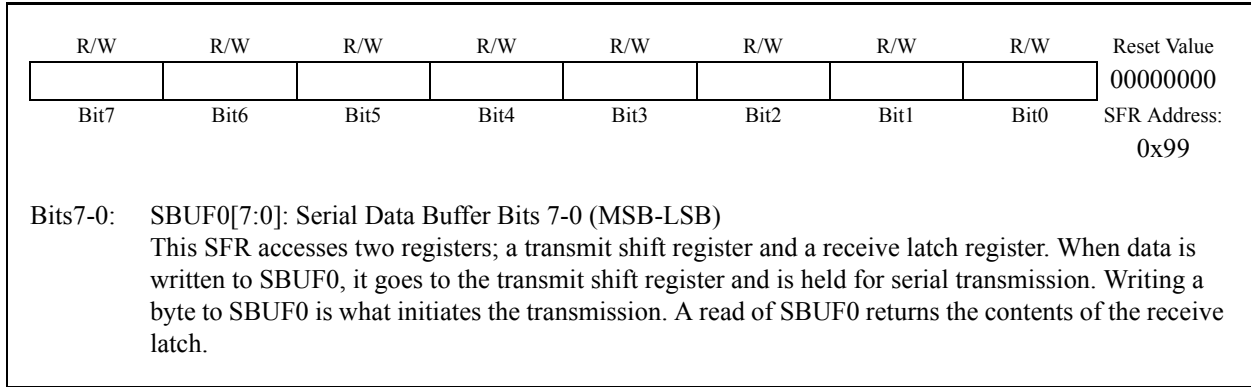 R/W R/W R/W R/W R/W R/W R/W R/W Reset Value
00000000
Bit7 Bit6 Bit5 Bit4 Bit3 Bit2 Bit1 Bit0 SFR Address:
0x99
Bits7-0: SBUF0[7:0]: Serial Data Buffer Bits 7-0 (MSB-LSB)
This SFR accesses two registers; a transmit shift register and a receive latch register. When data is
written to SBUF0, it goes to the transmit shift register and is held for serial transmission. Writing a
byte to SBUF0 is what initiates the transmission. A read of SBUF0 returns the contents of the receive
latch.